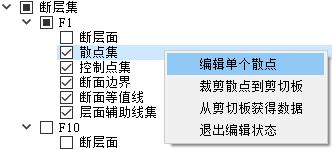 断层集
F1
断层面
散点集
控制点集
断面边界
断面等值线
层面辅助线集
F10
断层面
编辑单个散点
裁剪散点到剪切板
从剪切板获得数据
退出编辑状态